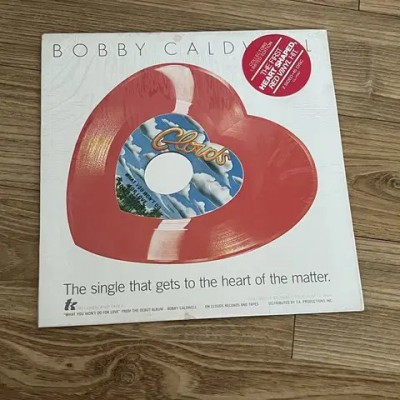 BOBBY CALDWELL
THE FIRST
HEART SHAPED,
RED VINYL HIT
Clouds
The single that gets to the heart of the matter.
"WHAT YOU WON'T DO FOR LOVE" FROM THE DEBUT ALBUM - BOBBY CALDWELL
ON CLOUDS RECORDS AND TAPES
DISTRIBUTED BY T.K. PRODUCTIONS INC.